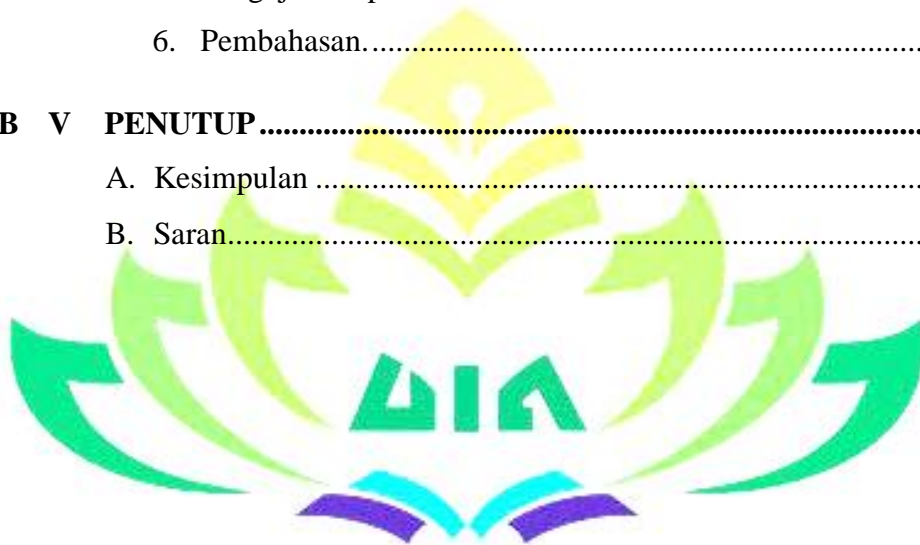 6. Pembahasan.................................................................................
B V PENUTUP...................................................................................
A. Kesimpulan ............................................................................
B. Saran.......................................................................................
UIN